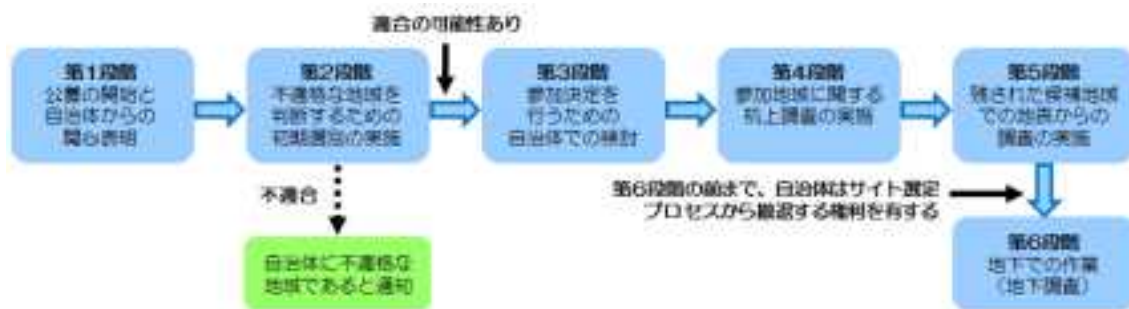 適合の可能性あり
第1段階
公募の開始と
自治体からの
関心表明
第2段階
不適格な地域を
判断するための
初期選別の実施
第3段階
参加決定を
行うための
自治体での検討
第4段階
参加地域に関する
机上調査の実施
第5段階
残された候補地域
での地表からの
調査の実施
不適合
自治体に不適格な
地域であると通知
第6段階の前まで、自治体はサイト選定
プロセスから撤退する権利を有する
第6段階
地下での作業
（地下調査）